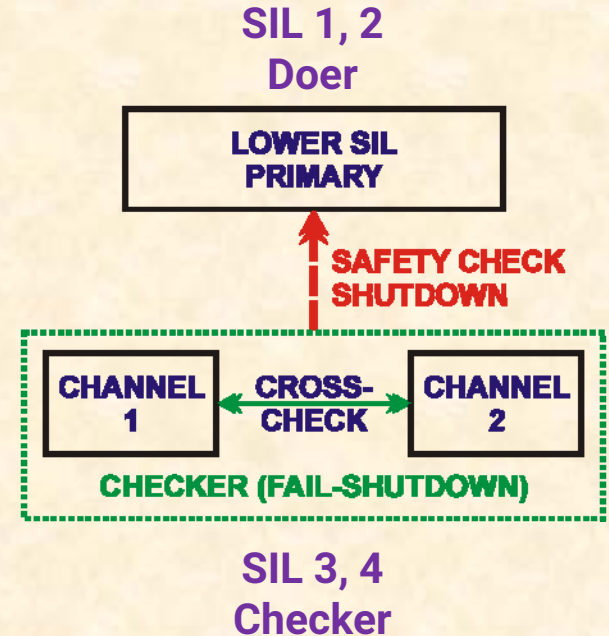 SIL 1, 2
Doer
LOWER SIL
PRIMARY
SAFETY CHECK
SHUTDOWN
CHANNEL
1
CROSS-
CHECK
CHANNEL
2
CHECKER (FAIL-SHUTDOWN)
SIL 3, 4
Checker